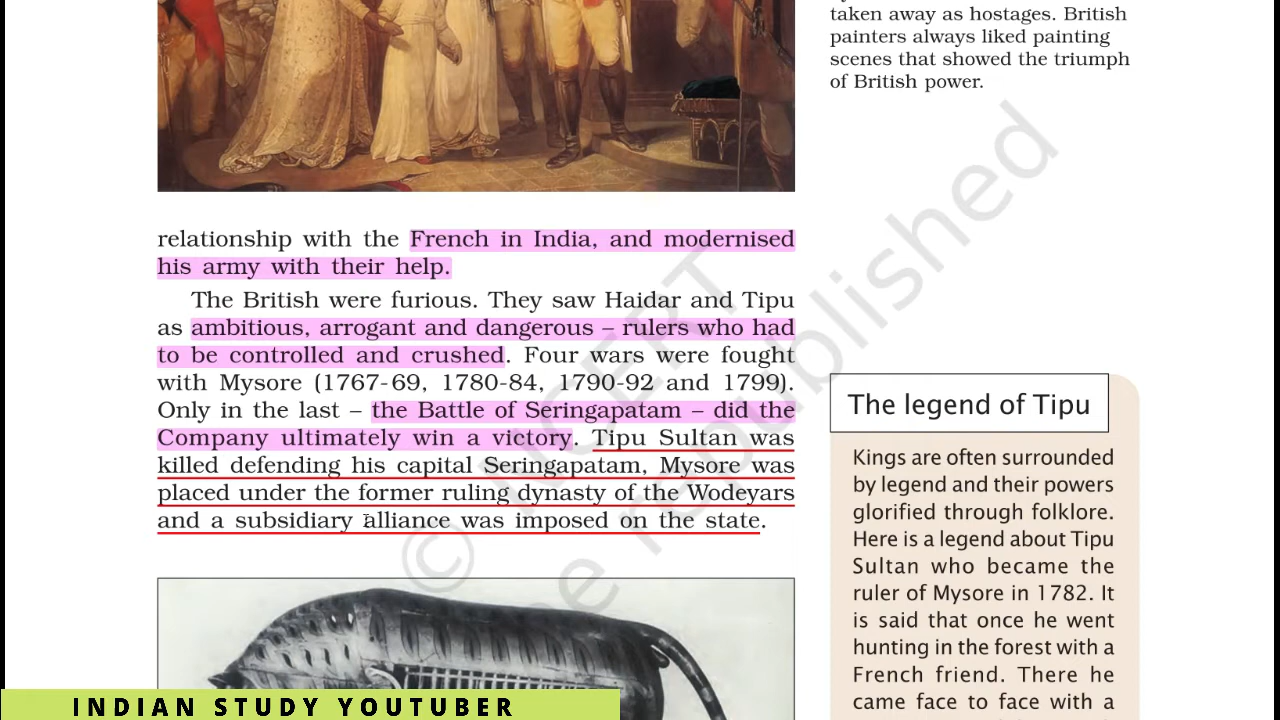 taken away as hostages. British
painters always liked painting
scenes that showed the triumph
of British power.
relationship with the French in India, and modernised
his army with their help.
The British were furious. They saw Haidar and Tipu
as ambitious, arrogant and dangerous – rulers who had
to be controlled and crushed. Four wars were fought
with Mysore (1767-69, 1780-84, 1790-92 and 1799).
Only in the last – the Battle of Seringapatam – did the
Company ultimately win a victory. Tipu Sultan was
killed defending his capital Seringapatam, Mysore was
placed under the former ruling dynasty of the Wodeyars
and a subsidiary alliance was imposed on the state.
The legend of Tipu
Kings are often surrounded
by legend and their powers
glorified through folklore.
Here is a legend about Tipu
Sultan who became the
ruler of Mysore in 1782. It
is said that once he went
hunting in the forest with a
French friend. There he
came face to face with a
© NCERT
be republished
INDIAN STUDY YOUTUBER